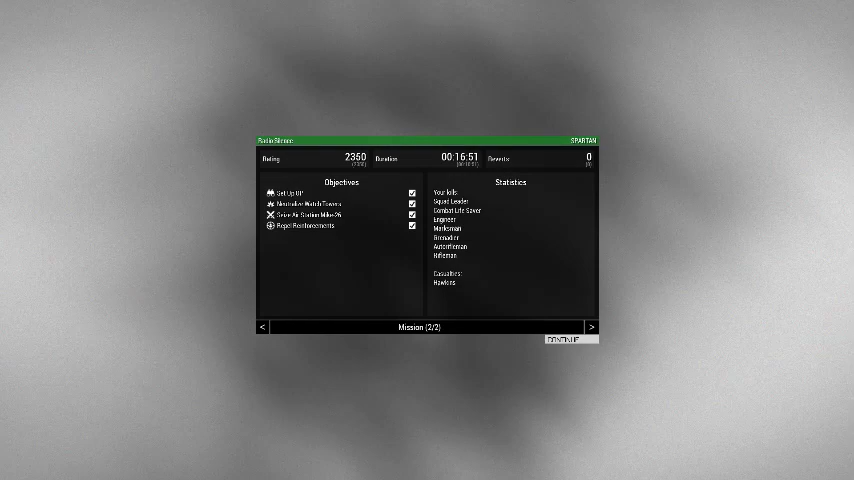 Radio Silence
SPARTAN
Rating
2350
Duration
00:16:51
Reverts
0
(0)
Objectives
Set Up OP
Neutralize Watch Towers
Seize Air Station Mike-26
Repel Reinforcements
Statistics
Your kills:
Squad Leader
Combat Life Saver
Engineer
Marksman
Grenadier
Autorifleman
Rifleman
Casualties:
Hawkins
<
Mission (2/2)
>
CONTINUE